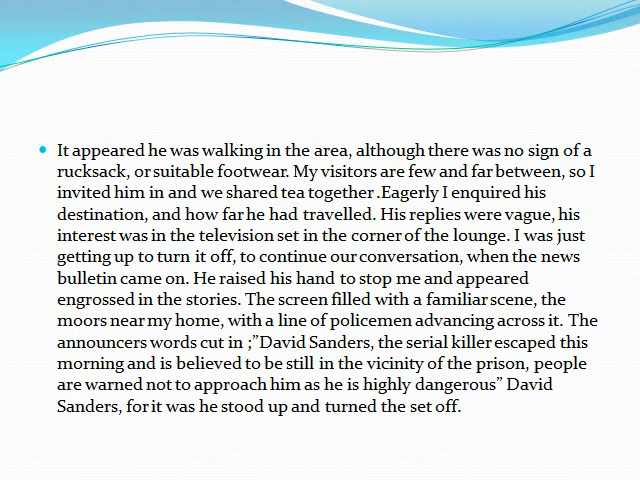 It appeared he was walking in the area, although there was no sign of a
rucksack, or suitable footwear. My visitors are few and far between, so I
invited him in and we shared tea together .Eagerly I enquired his
destination, and how far he had travelled. His replies were vague, his
interest was in the television set in the corner of the lounge. I was just
getting up to turn it off, to continue our conversation, when the news
bulletin came on. He raised his hand to stop me and appeared
engrossed in the stories. The screen filled with a familiar scene, the
moors near my home, with a line of policemen advancing across it. The
announcers words cut in ;”David Sanders, the serial killer escaped this
morning and is believed to be still in the vicinity of the prison, people
are warned not to approach him as he is highly dangerous” David
Sanders, for it was he stood up and turned the set off.